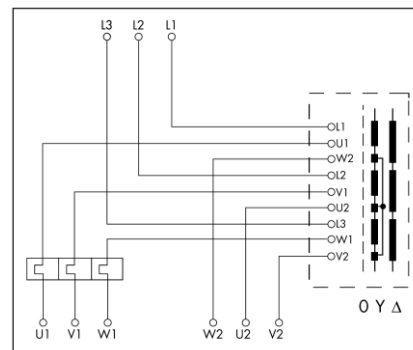 L3 L2 L1
L1
U1
W2
L2
V1
U2
L3
W1
V2
0 Y Δ
U1 V1 W1 W2 U2 V2